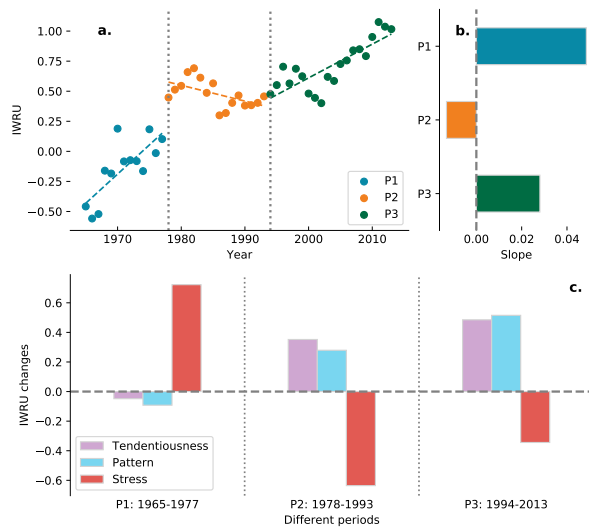 a.
IWRU
1.00
0.75
0.50
0.25
0.00
−0.25
−0.50
P1
P2
P3
1970
1980
1990
2000
2010
Year
b.
P1
P2
P3
0.00
0.02
0.04
Slope
c.
IWRU changes
0.6
0.4
0.2
0.0
−0.2
−0.4
−0.6
Tendentiousness
Pattern
Stress
P1: 1965-1977
P2: 1978-1993
P3: 1994-2013
Different periods